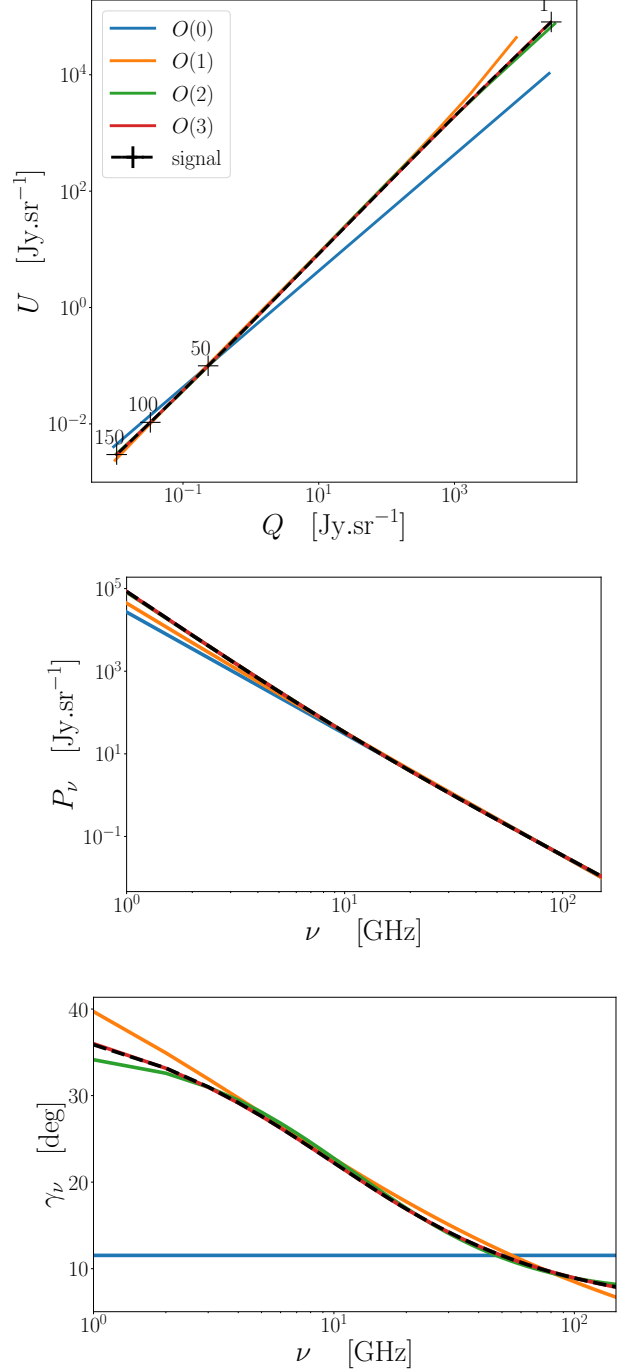 1
10^4
10^2
10^0
10^−2
U [Jy.sr^−1]
O(0)
O(1)
O(2)
O(3)
signal
50
100
150
10^−1
10^1
10^3
Q [Jy.sr^−1]
10^5
10^3
10^1
10^−1
P_ν [Jy.sr^−1]
10^0
10^1
10^2
ν [GHz]
40
30
20
10
γ_ν [deg]
10^0
10^1
10^2
ν [GHz]